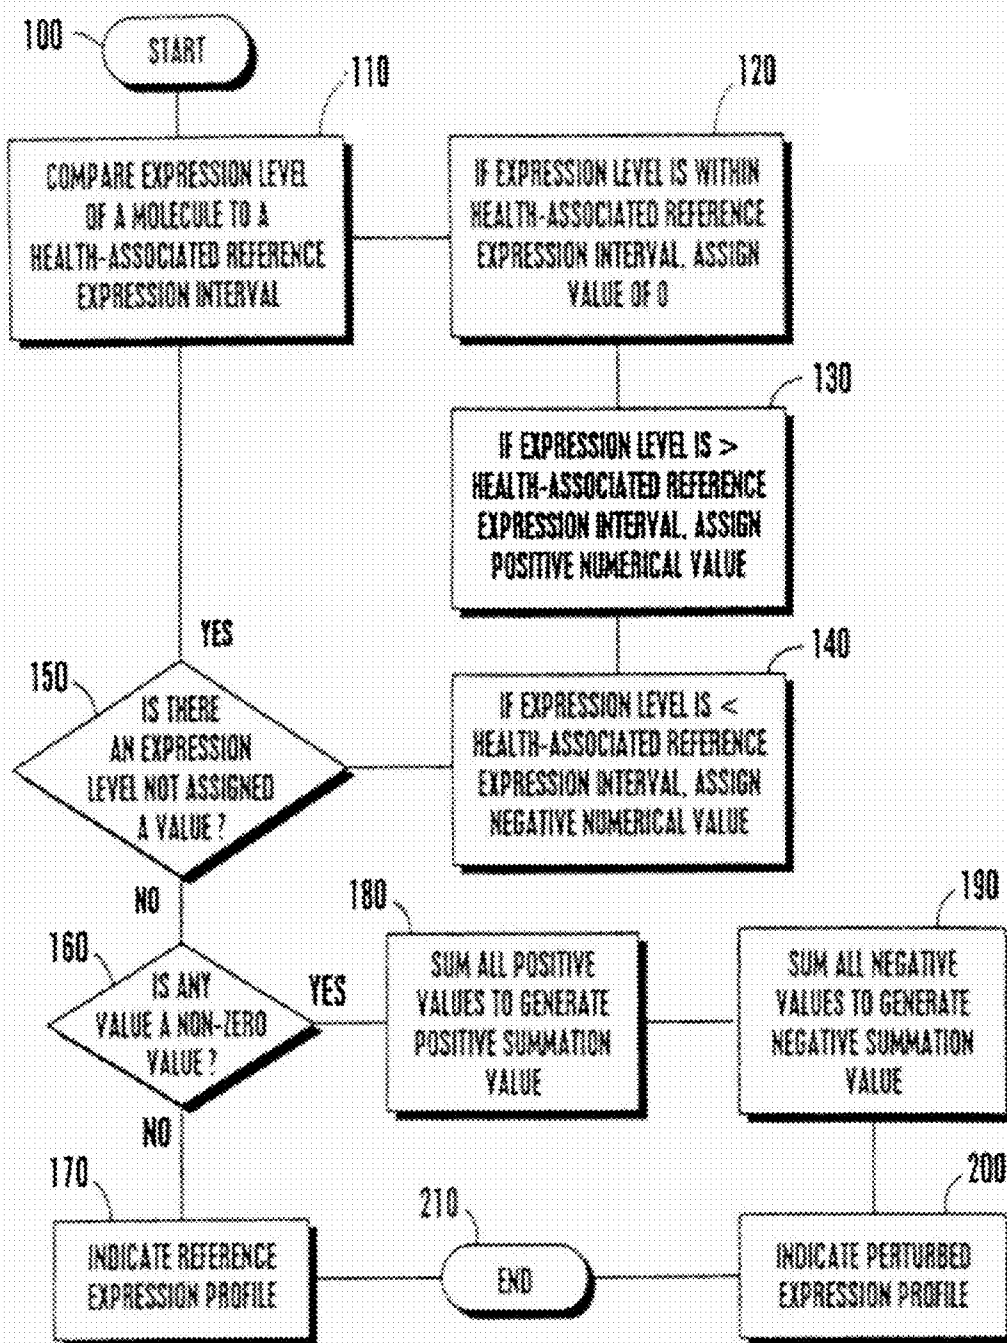 100
START
110
COMPARE EXPRESSION LEVEL
OF A MOLECULE TO A
HEALTH-ASSOCIATED REFERENCE
EXPRESSION INTERVAL
120
IF EXPRESSION LEVEL IS WITHIN
HEALTH-ASSOCIATED REFERENCE
EXPRESSION INTERVAL, ASSIGN
VALUE OF 0
130
IF EXPRESSION LEVEL IS >
HEALTH-ASSOCIATED REFERENCE
EXPRESSION INTERVAL, ASSIGN
POSITIVE NUMERICAL VALUE
140
IF EXPRESSION LEVEL IS <
HEALTH-ASSOCIATED REFERENCE
EXPRESSION INTERVAL, ASSIGN
NEGATIVE NUMERICAL VALUE
YES
150
IS THERE
AN EXPRESSION
LEVEL NOT ASSIGNED
A VALUE ?
NO
160
IS ANY
VALUE A NON-ZERO
VALUE ?
YES
180
SUM ALL POSITIVE
VALUES TO GENERATE
POSITIVE SUMMATION
VALUE
190
SUM ALL NEGATIVE
VALUES TO GENERATE
NEGATIVE SUMMATION
VALUE
NO
170
INDICATE REFERENCE
EXPRESSION PROFILE
210
END
200
INDICATE PERTURBED
EXPRESSION PROFILE